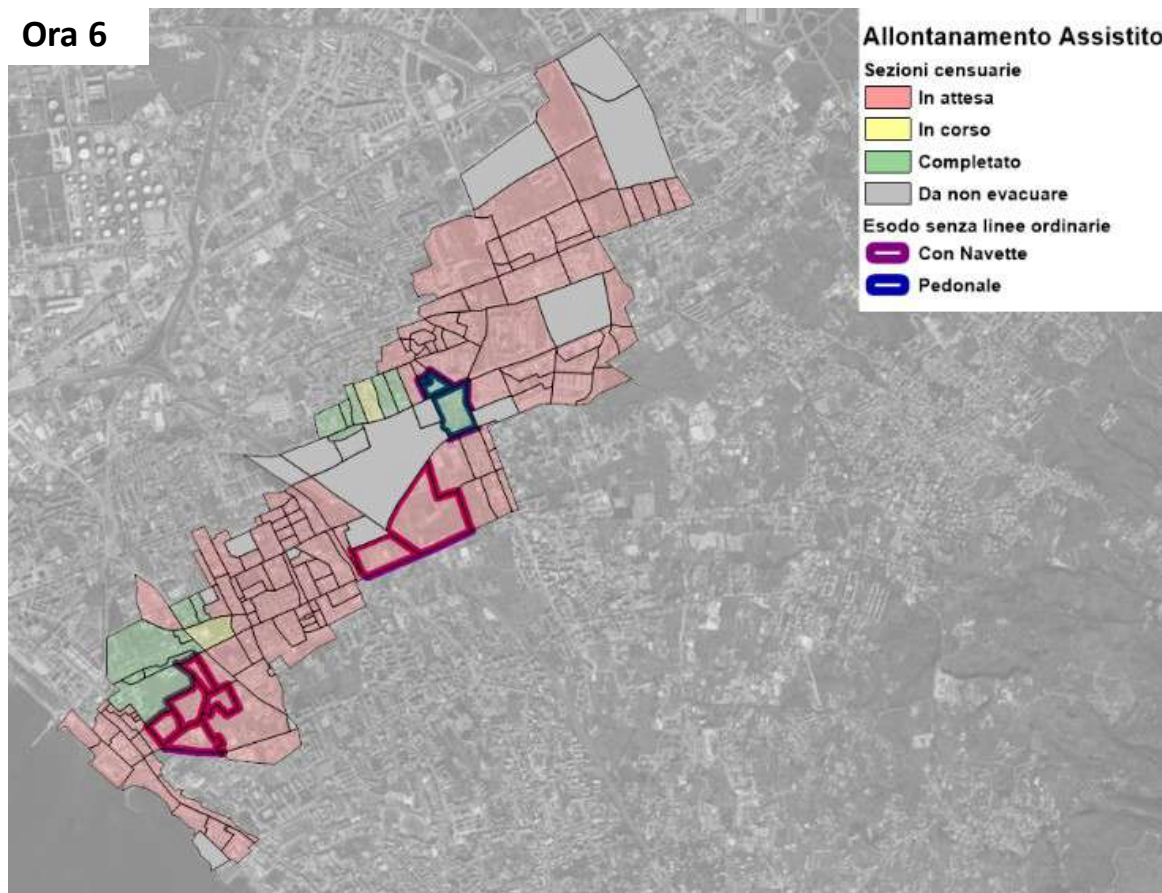 Ora 6
Allontanamento Assistito
Sezioni censuarie
In attesa
In corso
Completato
Da non evacuare
Esodo senza linee ordinarie
Con Navette
Pedonale